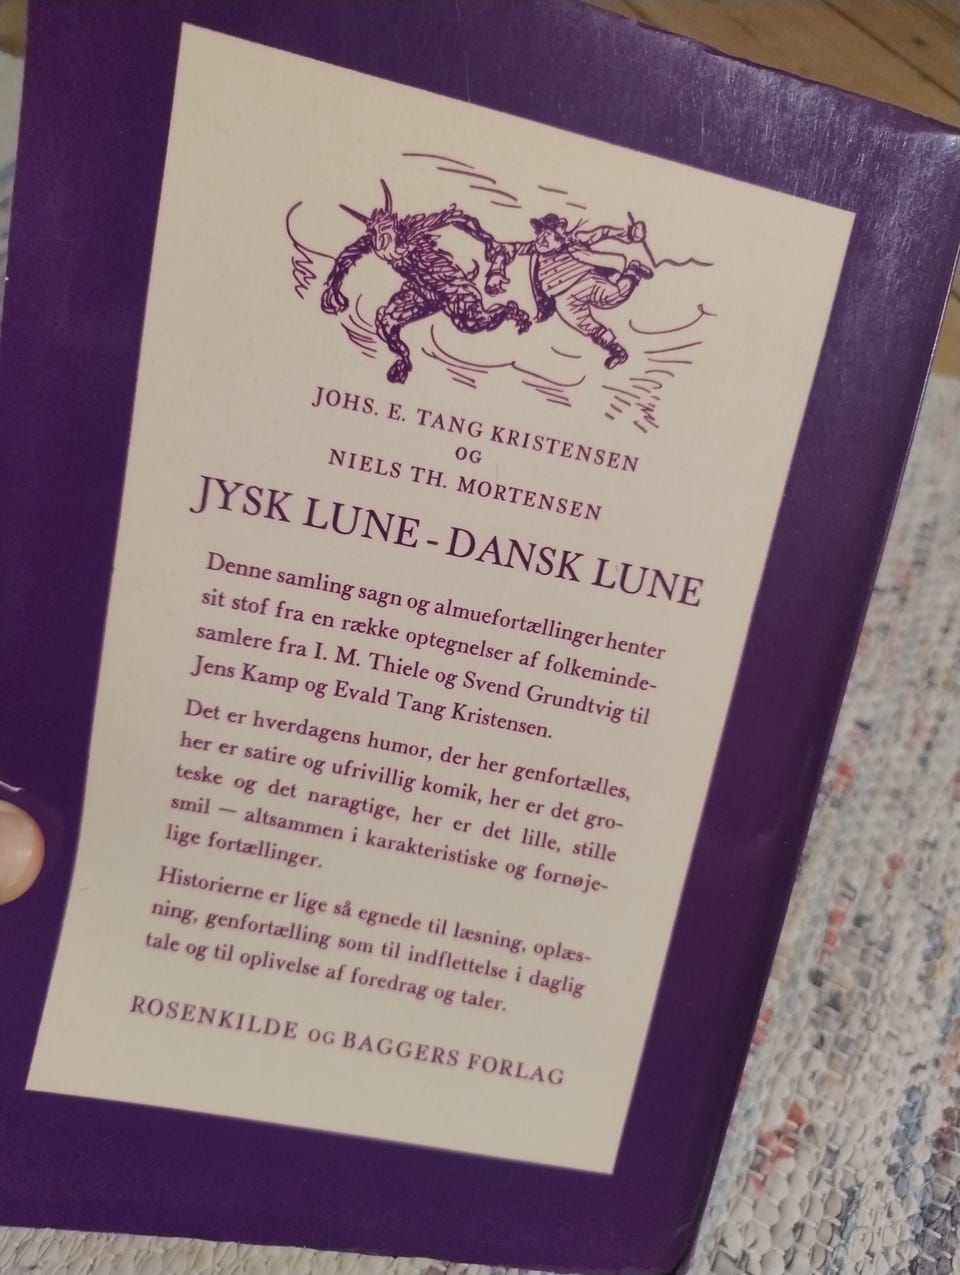 JOHS. E. TANG KRISTENSEN
OG
NIELS TH. MORTENSEN
JYSK LUNE - DANSK LUNE
Denne samling sagn og almuefortællinger henter
sit stof fra en række optegnelser af folkeminde-
samlere fra I. M. Thiele og Svend Grundtvig til
Jens Kamp og Evald Tang Kristensen.
Det er hverdagens humor, der her genfortælles,
her er satire og ufrivillig komik, her er det gro-
teske og det naragtige, her er det lille, stille
smil — altsammen i karakteristiske og fornøje-
lige fortællinger.
Historierne er lige så egnede til læsning, oplæs-
ning, genfortælling som til indflettelse i daglig
tale og til oplivelse af foredrag og taler.
ROSENKILDE OG BAGGERS FORLAG